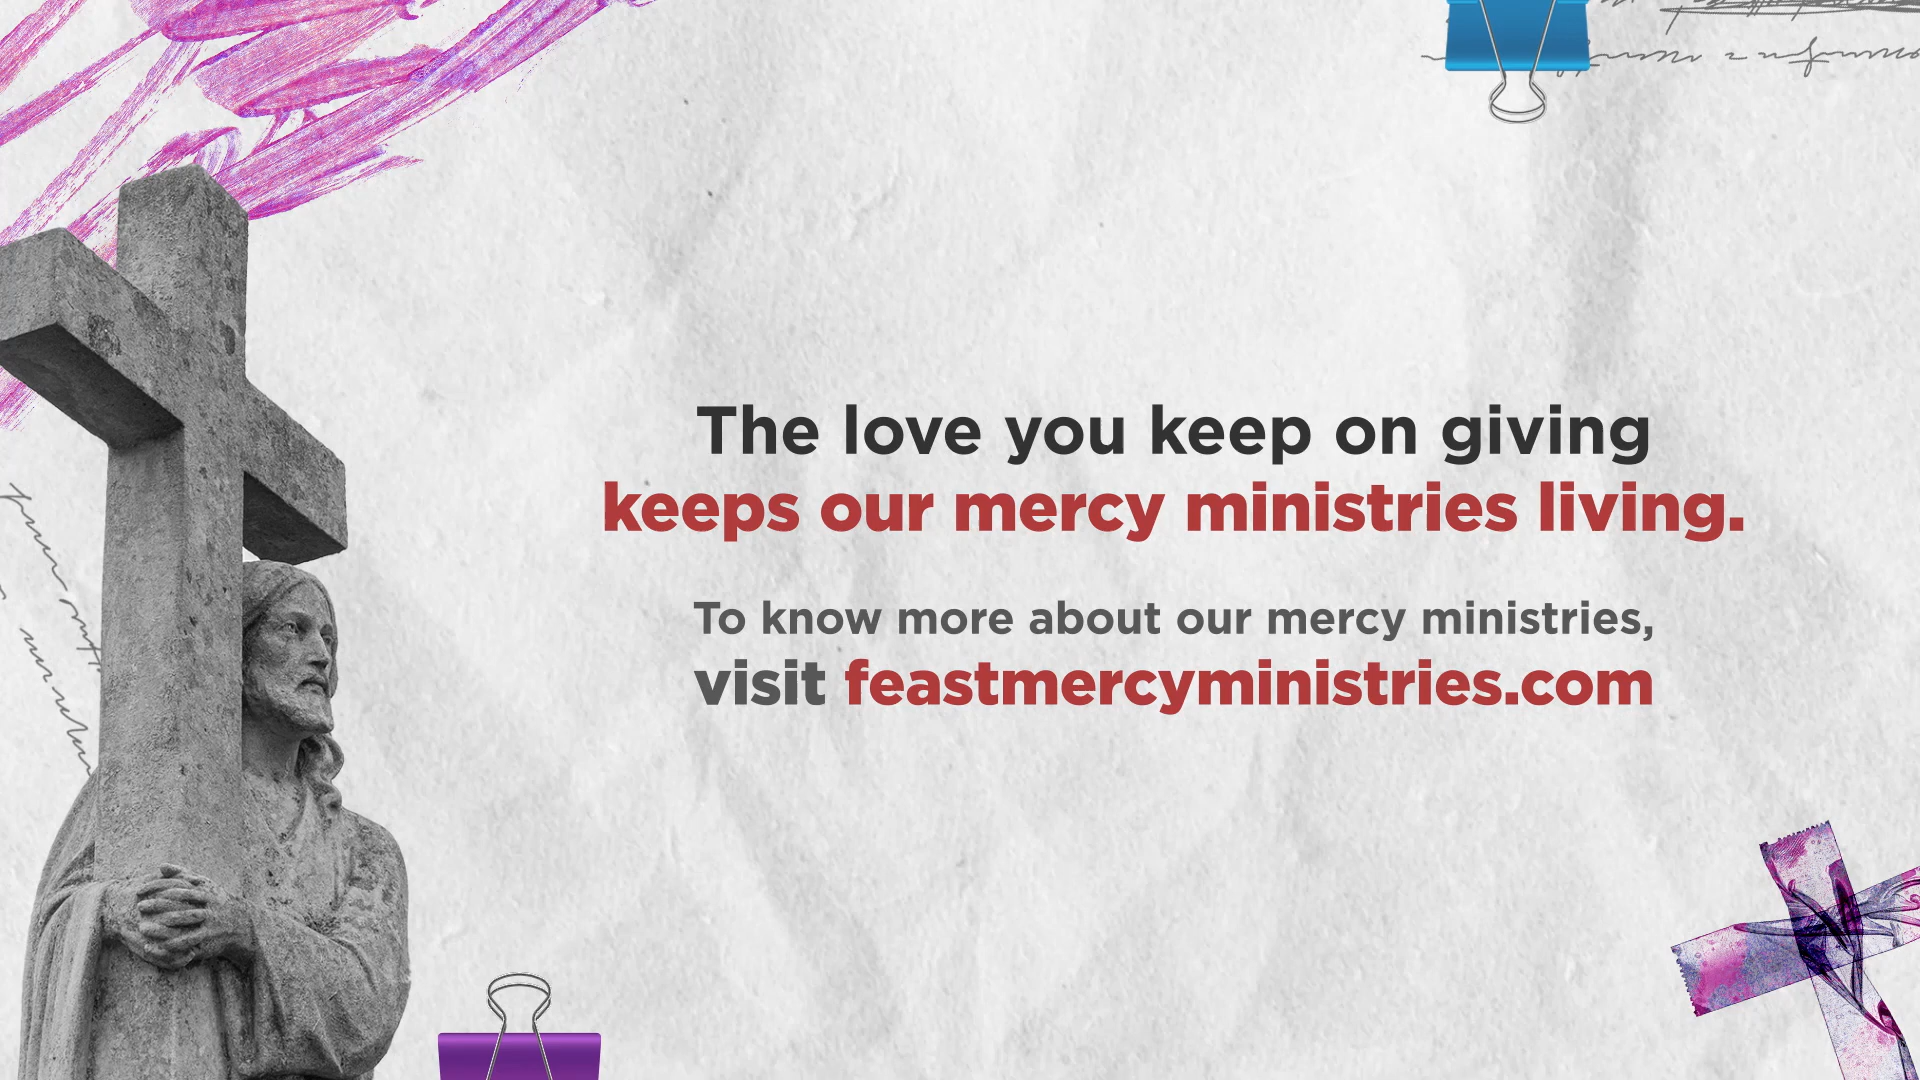 The love you keep on giving
keeps our mercy ministries living.
To know more about our mercy ministries,
visit feastmercyministries.com